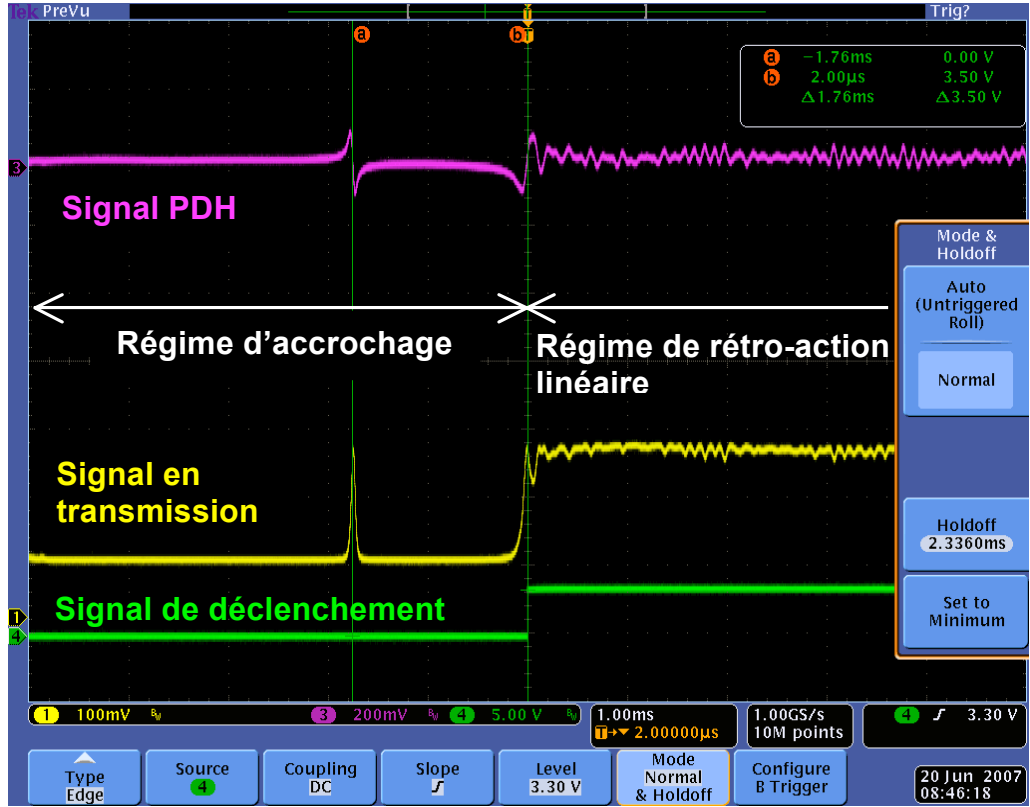 Tek PreVu
Trig?
a
b
T
a −1.76ms 0.00 V
b 2.00µs 3.50 V
Δ1.76ms Δ3.50 V
3
Signal PDH
Régime d’accrochage
Régime de rétro-action
linéaire
Signal en
transmission
Signal de déclenchement
1
4
Mode &
Holdoff
Auto
(Untriggered
Roll)
Normal
Holdoff
2.3360ms
Set to
Minimum
1 100mV BW 3 200mV BW 4 5.00 V BW
1.00ms
T→▼ 2.00000µs
1.00GS/s
10M points
4 ʃ 3.30 V
Type
Edge
Source
4
Coupling
DC
Slope
ʃ
Level
3.30 V
Mode
Normal
& Holdoff
Configure
B Trigger
20 Jun 2007
08:46:18